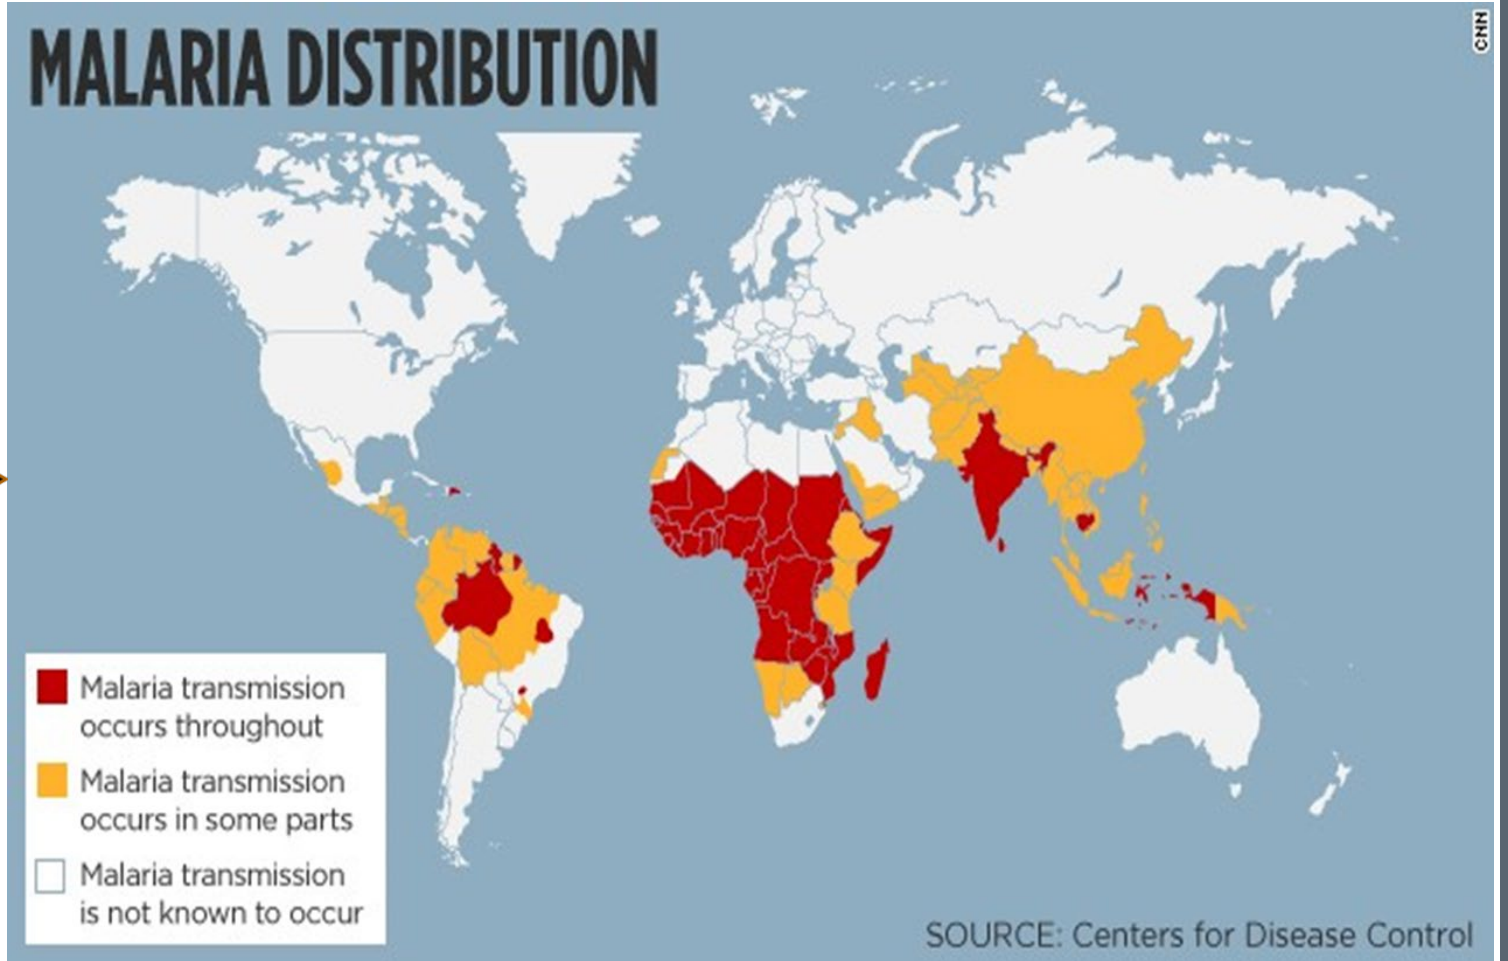 MALARIA DISTRIBUTION
CNN
Malaria transmission
occurs throughout
Malaria transmission
occurs in some parts
Malaria transmission
is not known to occur
SOURCE: Centers for Disease Control